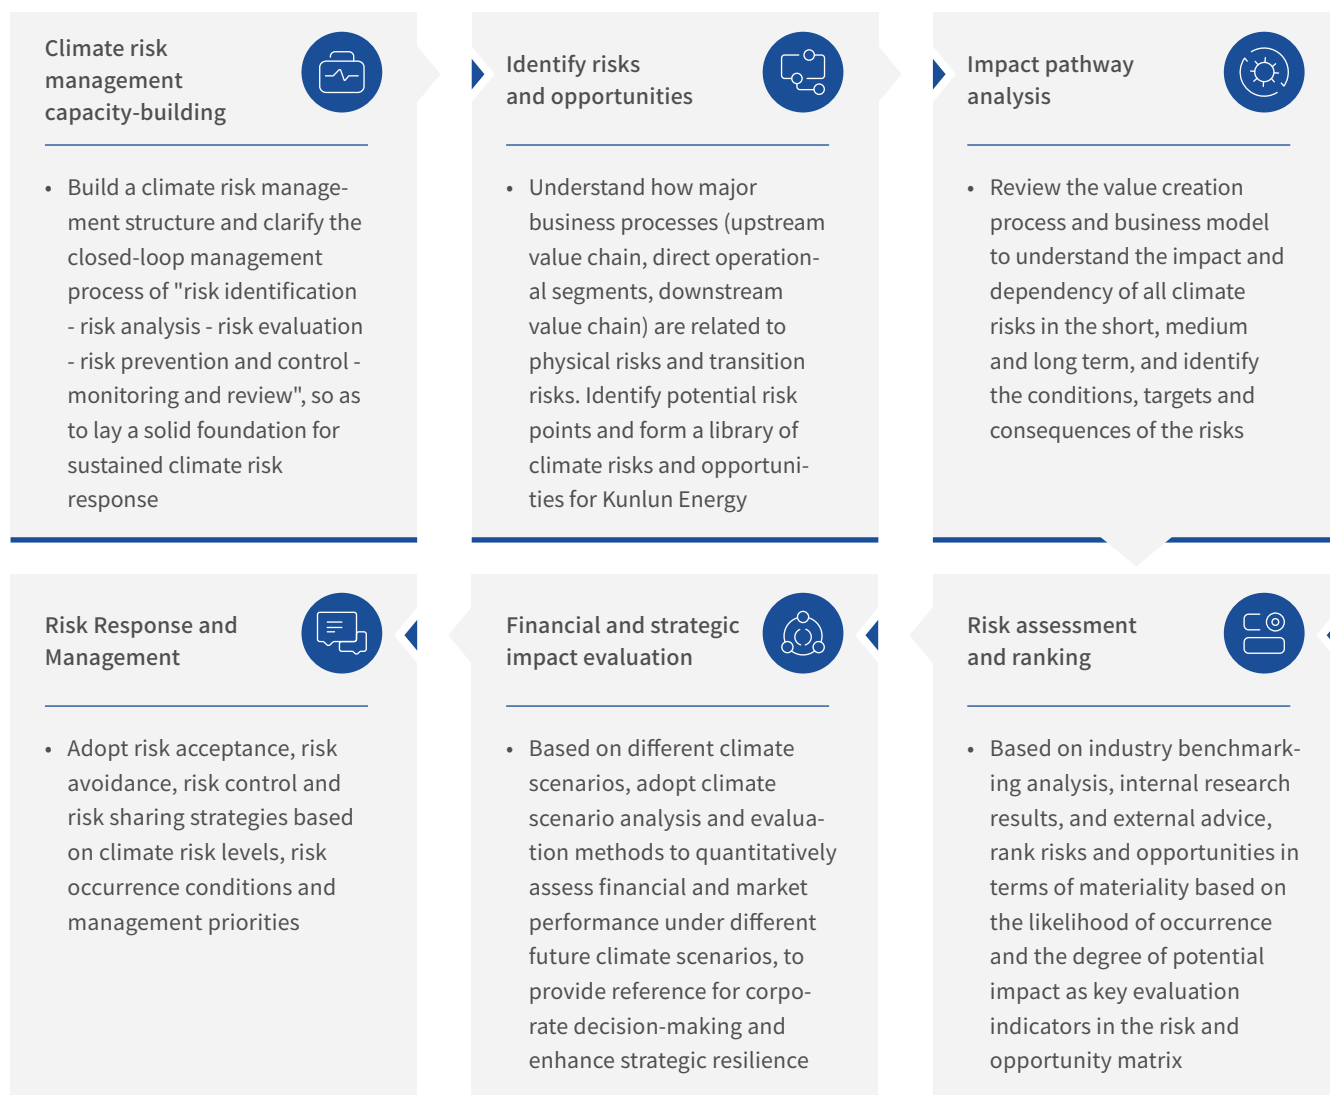 Climate risk
management
capacity-building
• Build a climate risk manage-
ment structure and clarify the
closed-loop management
process of "risk identification
- risk analysis - risk evaluation
- risk prevention and control -
monitoring and review", so as
to lay a solid foundation for
sustained climate risk
response
Identify risks
and opportunities
• Understand how major
business processes (upstream
value chain, direct operation-
al segments, downstream
value chain) are related to
physical risks and transition
risks. Identify potential risk
points and form a library of
climate risks and opportuni-
ties for Kunlun Energy
Impact pathway
analysis
• Review the value creation
process and business model
to understand the impact and
dependency of all climate
risks in the short, medium
and long term, and identify
the conditions, targets and
consequences of the risks
Risk assessment
and ranking
• Based on industry benchmark-
ing analysis, internal research
results, and external advice,
rank risks and opportunities in
terms of materiality based on
the likelihood of occurrence
and the degree of potential
impact as key evaluation
indicators in the risk and
opportunity matrix
Financial and strategic
impact evaluation
• Based on different climate
scenarios, adopt climate
scenario analysis and evalua-
tion methods to quantitatively
assess financial and market
performance under different
future climate scenarios, to
provide reference for corpo-
rate decision-making and
enhance strategic resilience
Risk Response and
Management
• Adopt risk acceptance, risk
avoidance, risk control and
risk sharing strategies based
on climate risk levels, risk
occurrence conditions and
management priorities